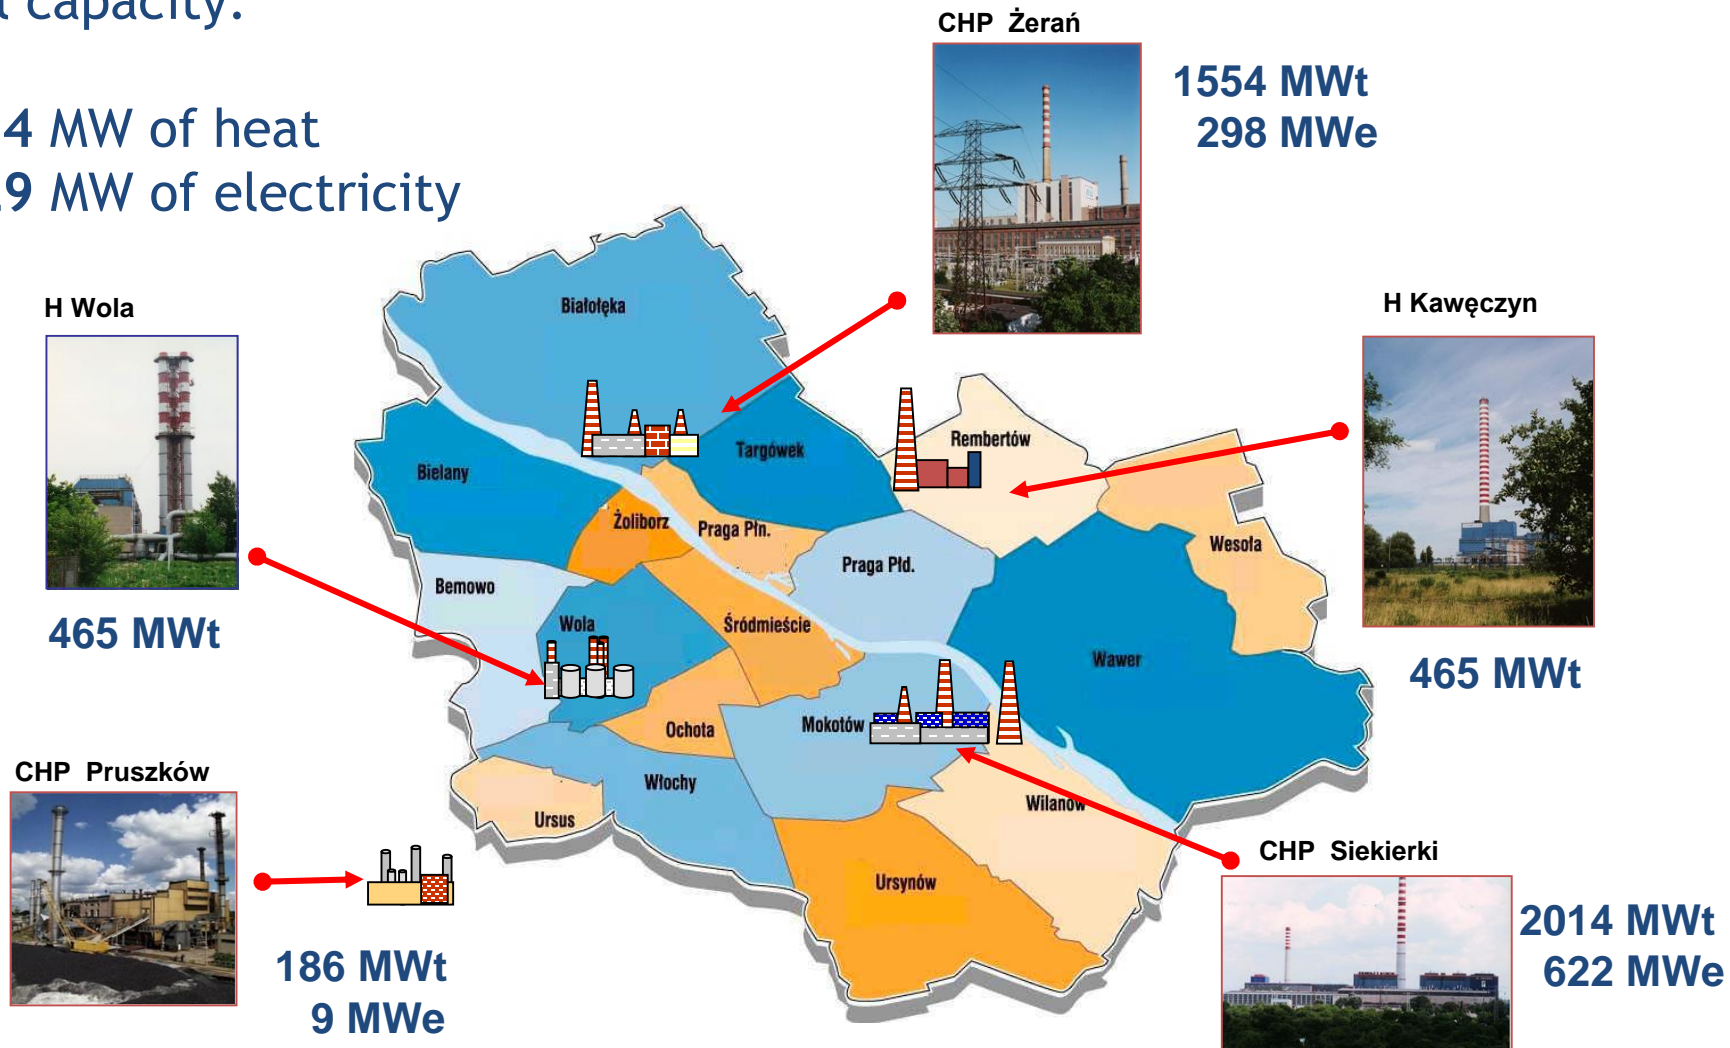 capacity:
4 MW of heat
9 MW of electricity
CHP Żerań
1554 MWt
298 MWe
H Wola
465 MWt
H Kawęczyn
465 MWt
CHP Pruszków
186 MWt
9 MWe
CHP Siekierki
2014 MWt
622 MWe
Białołęka
Targówek
Rembertów
Bielany
Żoliborz
Praga Płn.
Praga Płd.
Wesoła
Bemowo
Wola
Śródmieście
Wawer
Ochota
Mokotów
Włochy
Ursus
Wilanów
Ursynów